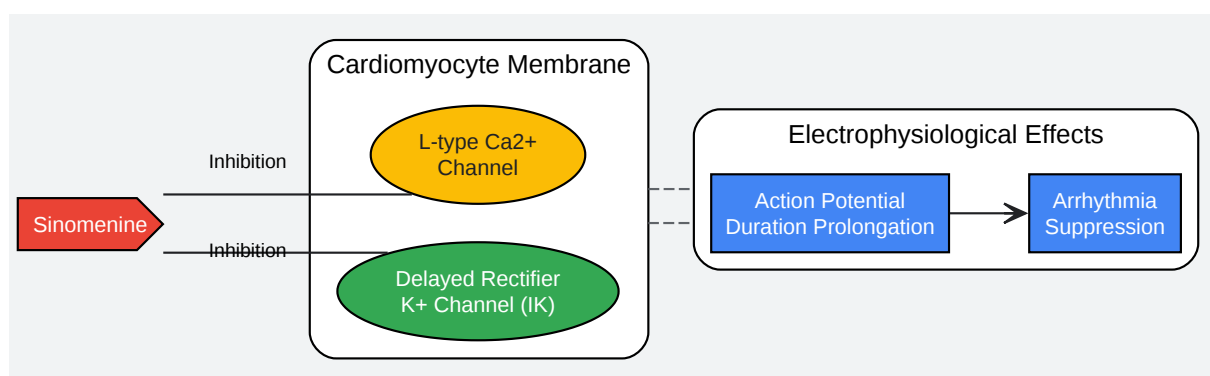 Sinomenine
Inhibition
Inhibition
Cardiomyocyte Membrane
L-type Ca2+
Channel
Delayed Rectifier
K+ Channel (IK)
Electrophysiological Effects
Action Potential
Duration Prolongation
Arrhythmia
Suppression